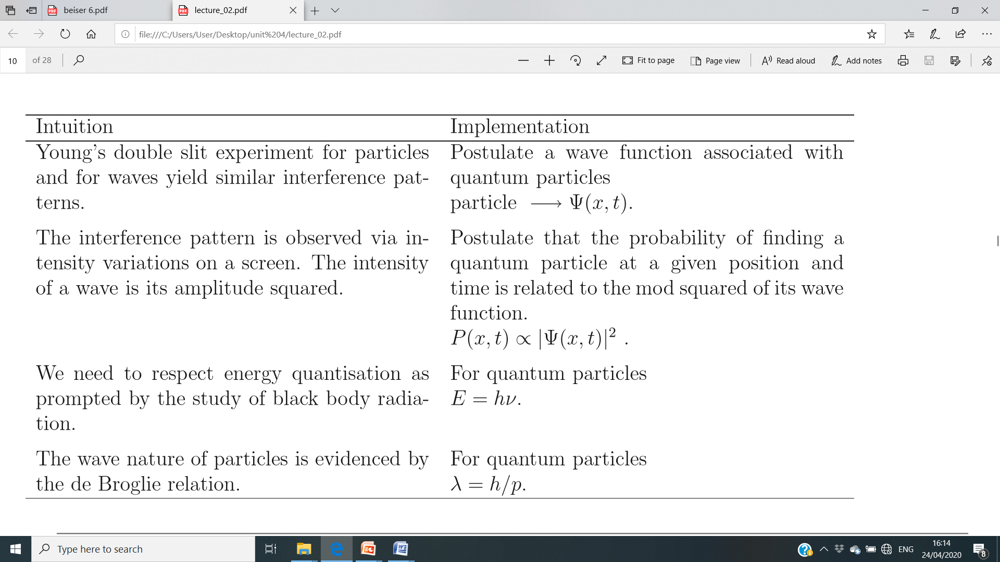 beiser 6.pdf
lecture_02.pdf
file:///C:/Users/User/Desktop/unit%204/lecture_02.pdf
10 of 28
Fit to page
Page view
Read aloud
Add notes
Intuition
Implementation
Young's double slit experiment for particles
and for waves yield similar interference pat-
terns.
Postulate a wave function associated with
quantum particles
particle ⟶ Ψ(x, t).
The interference pattern is observed via in-
tensity variations on a screen. The intensity
of a wave is its amplitude squared.
Postulate that the probability of finding a
quantum particle at a given position and
time is related to the mod squared of its wave
function.
P(x, t) ∝ |Ψ(x, t)|² .
We need to respect energy quantisation as
prompted by the study of black body radia-
tion.
For quantum particles
E = hν.
The wave nature of particles is evidenced by
the de Broglie relation.
For quantum particles
λ = h/p.
Type here to search
ENG
16:14
24/04/2020
8